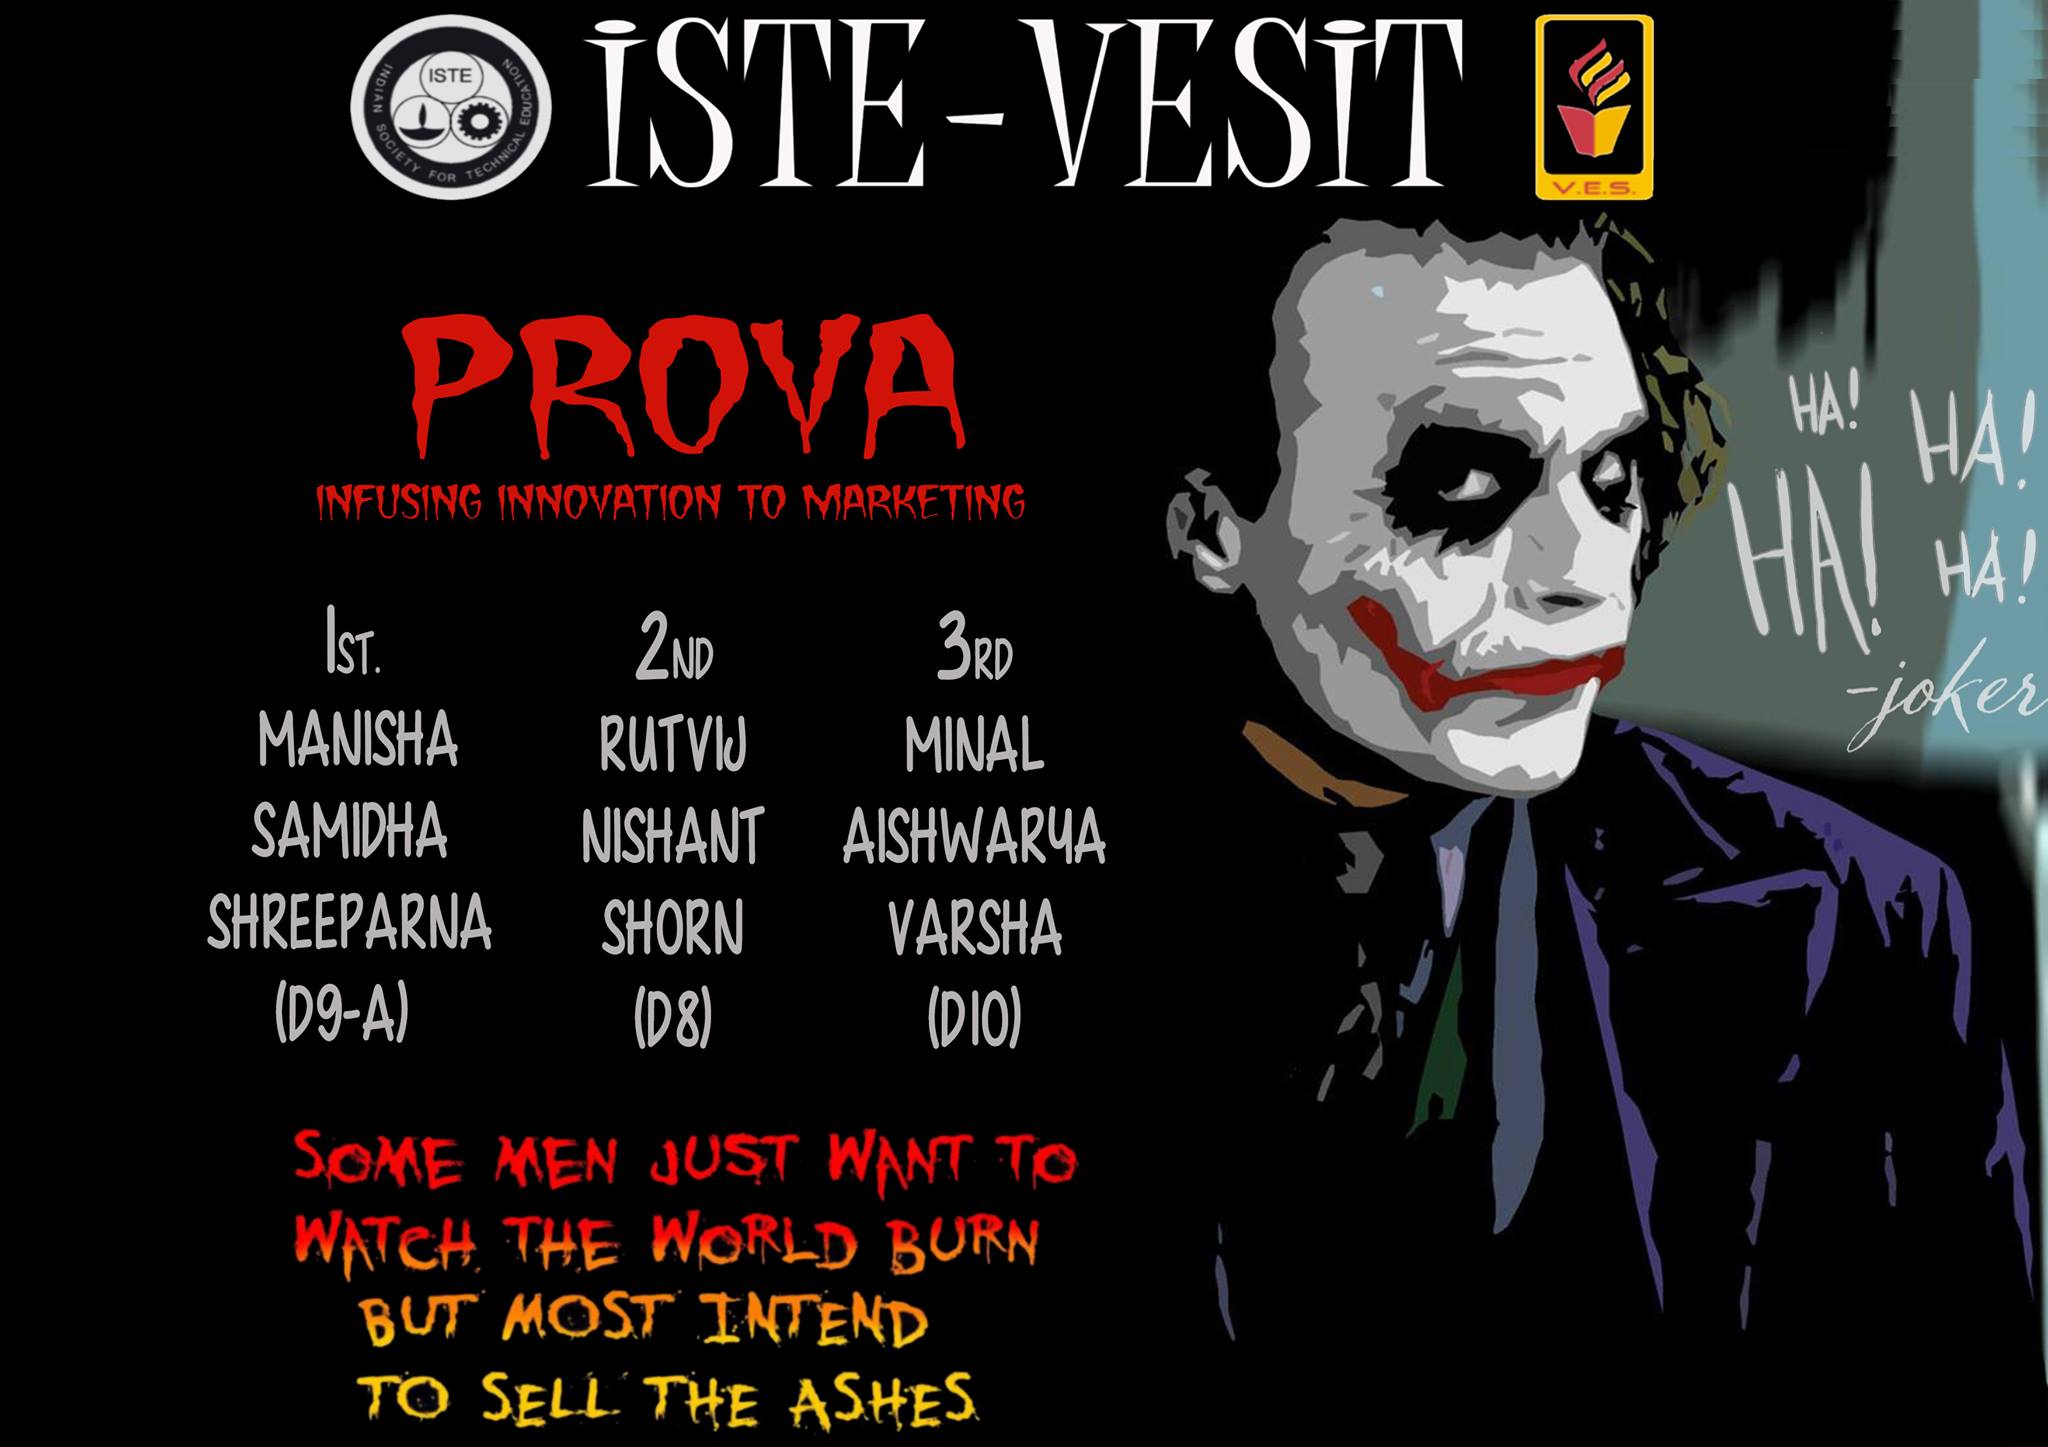 ISTE
INDIAN SOCIETY FOR TECHNICAL EDUCATION
iSTE-VESiT
V.E.S.
PROVA
INFUSING INNOVATION TO MARKETING
1ST.
MANISHA
SAMIDHA
SHREEPARNA
(D9-A)
2ND
RUTVIJ
NISHANT
SHORN
(D8)
3RD
MINAL
AISHWARYA
VARSHA
(D10)
HA!
HA!
HA!
HA!
-joker
SOME MEN JUST WANT TO
WATCH THE WORLD BURN
BUT MOST INTEND
TO SELL THE ASHES